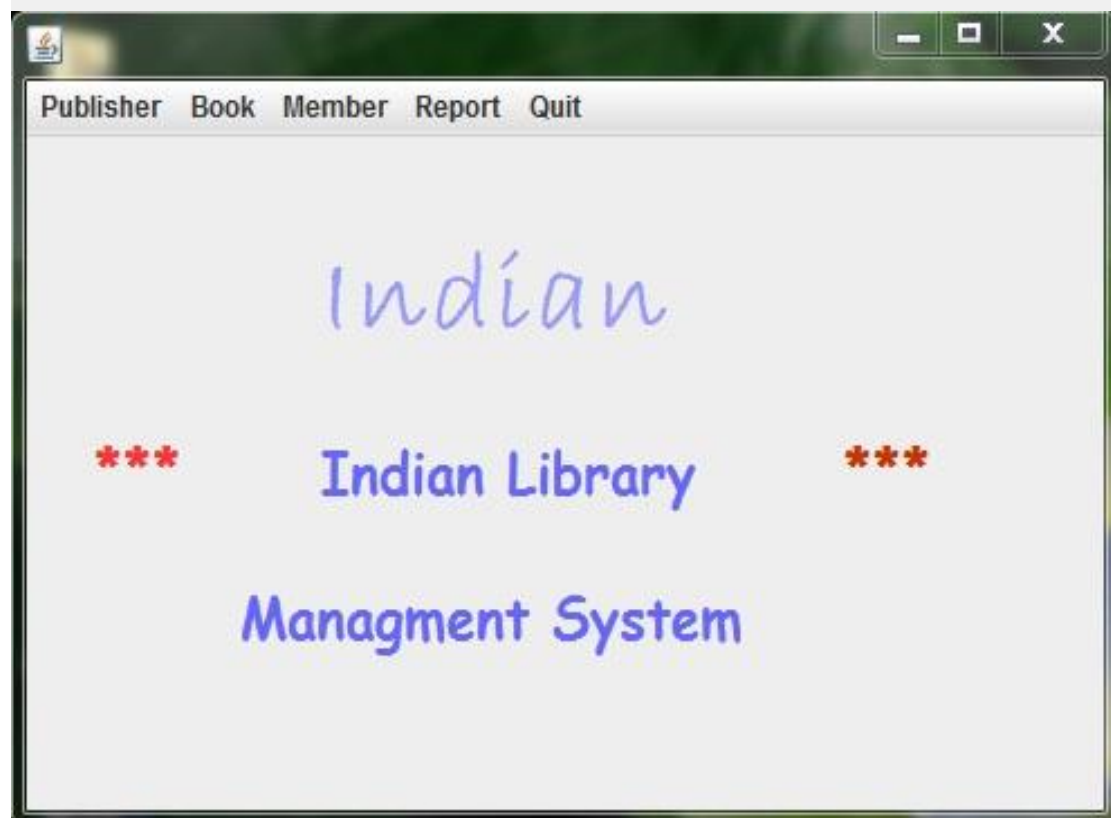 Publisher Book Member Report Quit
Indian
*** Indian Library ***
Managment System